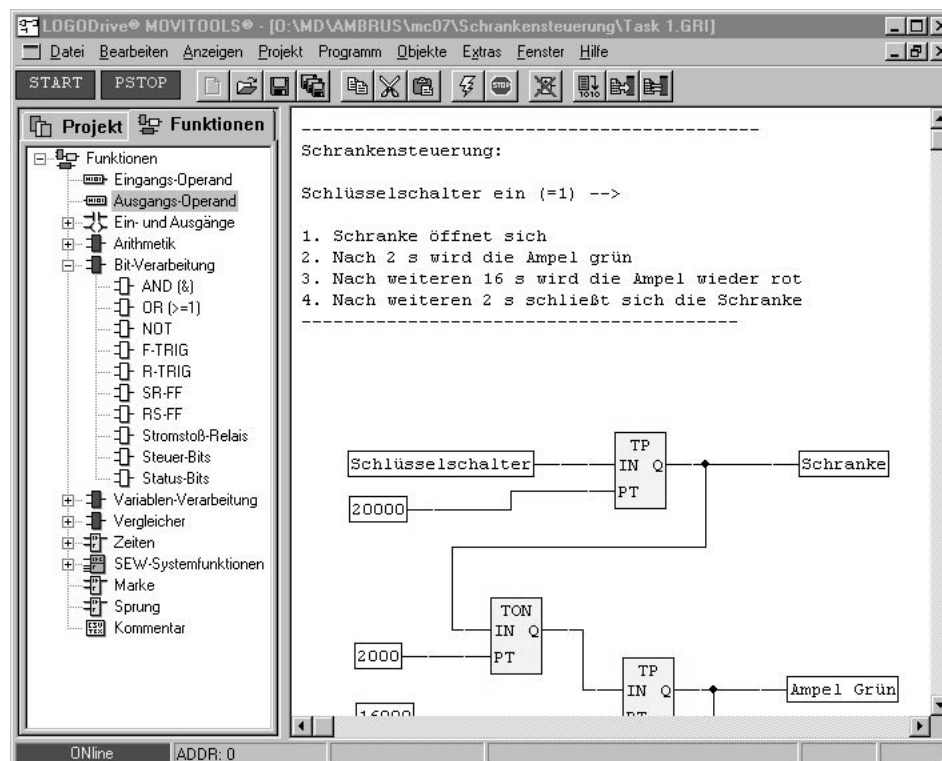 LOGODrive® MOVITOOLS® - [O:\MD\AMBRUS\mc07\Schrankensteuerung\Task 1.GRI]
Datei Bearbeiten Anzeigen Projekt Programm Objekte Extras Fenster Hilfe
START PSTOP
STOP
1010
Projekt Funktionen
Funktionen
Eingangs-Operand
Ausgangs-Operand
Ein- und Ausgänge
Arithmetik
Bit-Verarbeitung
AND (&)
OR (>=1)
NOT
F-TRIG
R-TRIG
SR-FF
RS-FF
Stromstoß-Relais
Steuer-Bits
Status-Bits
Variablen-Verarbeitung
Vergleicher
Zeiten
SEW-Systemfunktionen
Marke
Sprung
Kommentar
Schrankensteuerung:
Schlüsselschalter ein (=1) -->
1. Schranke öffnet sich
2. Nach 2 s wird die Ampel grün
3. Nach weiteren 16 s wird die Ampel wieder rot
4. Nach weiteren 2 s schließt sich die Schranke
TP
Schlüsselschalter IN Q Schranke
20000 PT
TON
IN Q
2000 PT
TP
IN Q Ampel Grün
16000 PT
ONline ADDR: 0